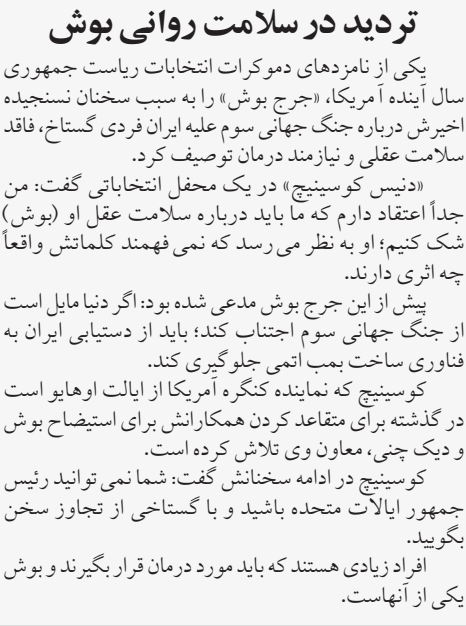 تردید در سلامت روانی بوش
یکی از نامزدهای دموکرات انتخابات ریاست جمهوری
سال آینده آمریکا، «جرج بوش» را به سبب سخنان نسنجیده
اخیرش درباره جنگ جهانی سوم علیه ایران فردی گستاخ، فاقد
سلامت عقلی و نیازمند درمان توصیف کرد.
«دنیس کوسینیچ» در یک محفل انتخاباتی گفت: من
جداً اعتقاد دارم که ما باید درباره سلامت عقل او (بوش)
شک کنیم؛ او به نظر می رسد که نمی فهمند کلماتش واقعاً
چه اثری دارند.
پیش از این جرج بوش مدعی شده بود: اگر دنیا مایل است
از جنگ جهانی سوم اجتناب کند؛ باید از دستیابی ایران به
فناوری ساخت بمب اتمی جلوگیری کند.
کوسینیچ که نماینده کنگره آمریکا از ایالت اوهایو است
در گذشته برای متقاعد کردن همکارانش برای استیضاح بوش
و دیک چنی، معاون وی تلاش کرده است.
کوسینیچ در ادامه سخنانش گفت: شما نمی توانید رئیس
جمهور ایالات متحده باشید و با گستاخی از تجاوز سخن
بگویید.
افراد زیادی هستند که باید مورد درمان قرار بگیرند و بوش
یکی از آنهاست.